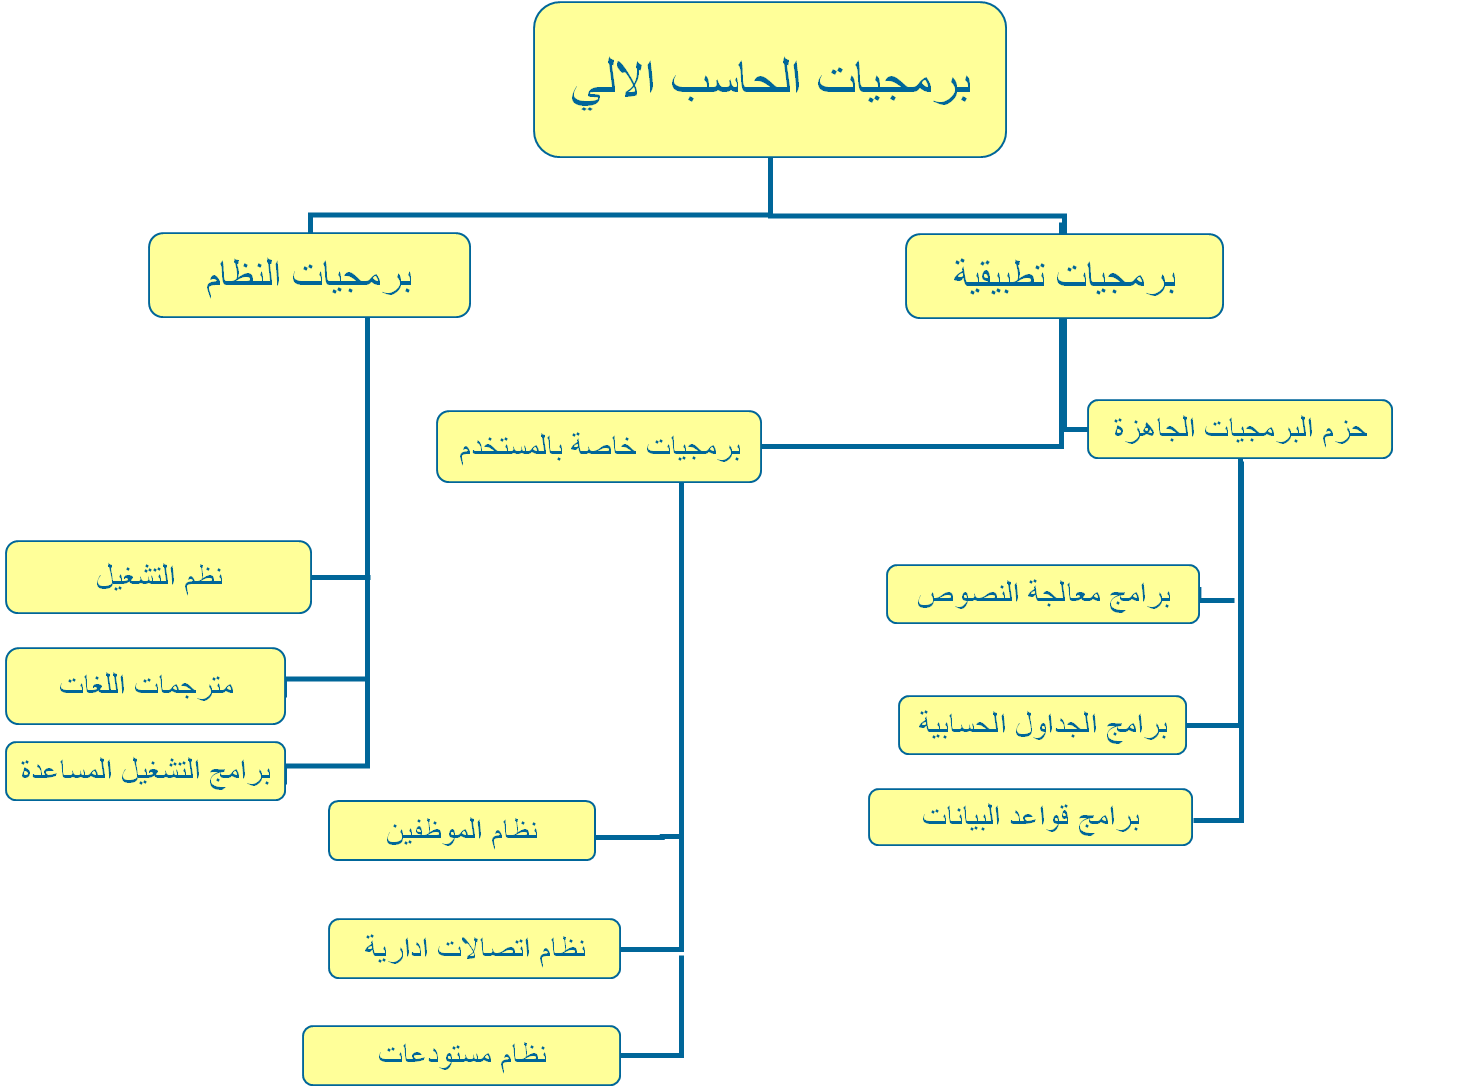 برمجيات الحاسب الالي
برمجيات تطبيقية
برمجيات النظام
حزم البرمجيات الجاهزة
برمجيات خاصة بالمستخدم
برامج معالجة النصوص
برامج الجداول الحسابية
برامج قواعد البيانات
نظام الموظفين
نظام اتصالات ادارية
نظام مستودعات
نظم التشغيل
مترجمات اللغات
برامج التشغيل المساعدة